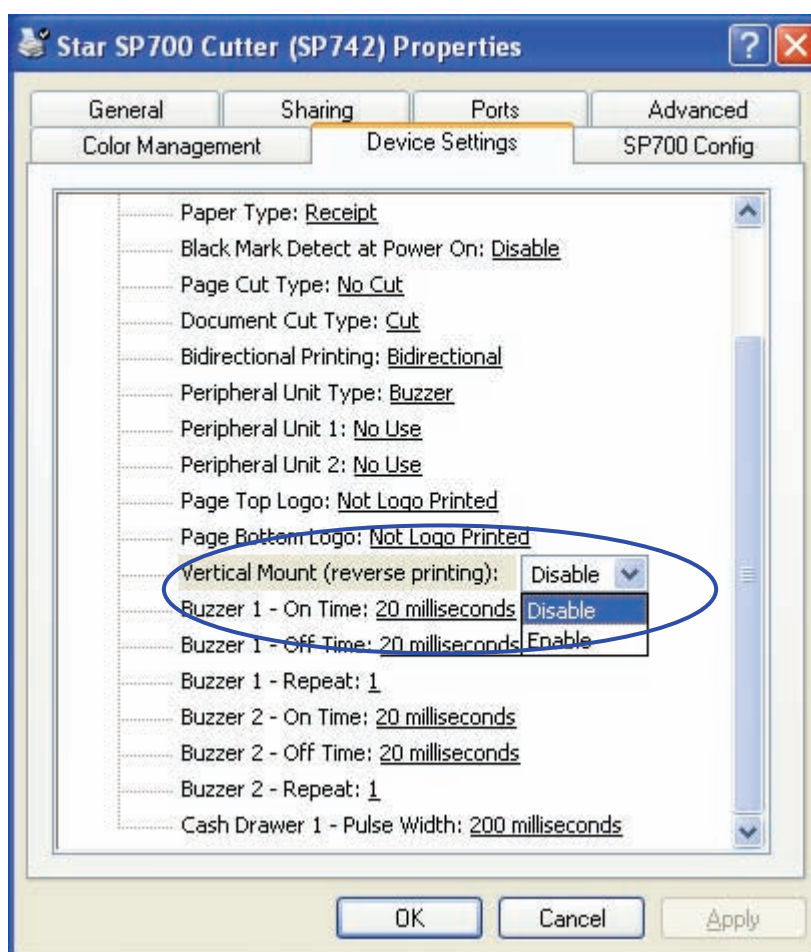 Star SP700 Cutter (SP742) Properties
General Sharing Ports Advanced
Color Management Device Settings SP700 Config
Paper Type: Receipt
Black Mark Detect at Power On: Disable
Page Cut Type: No Cut
Document Cut Type: Cut
Bidirectional Printing: Bidirectional
Peripheral Unit Type: Buzzer
Peripheral Unit 1: No Use
Peripheral Unit 2: No Use
Page Top Logo: Not Logo Printed
Page Bottom Logo: Not Logo Printed
Vertical Mount (reverse printing): Disable
Buzzer 1 - On Time: 20 milliseconds Disable
Buzzer 1 - Off Time: 20 milliseconds Enable
Buzzer 1 - Repeat: 1
Buzzer 2 - On Time: 20 milliseconds
Buzzer 2 - Off Time: 20 milliseconds
Buzzer 2 - Repeat: 1
Cash Drawer 1 - Pulse Width: 200 milliseconds
OK Cancel Apply